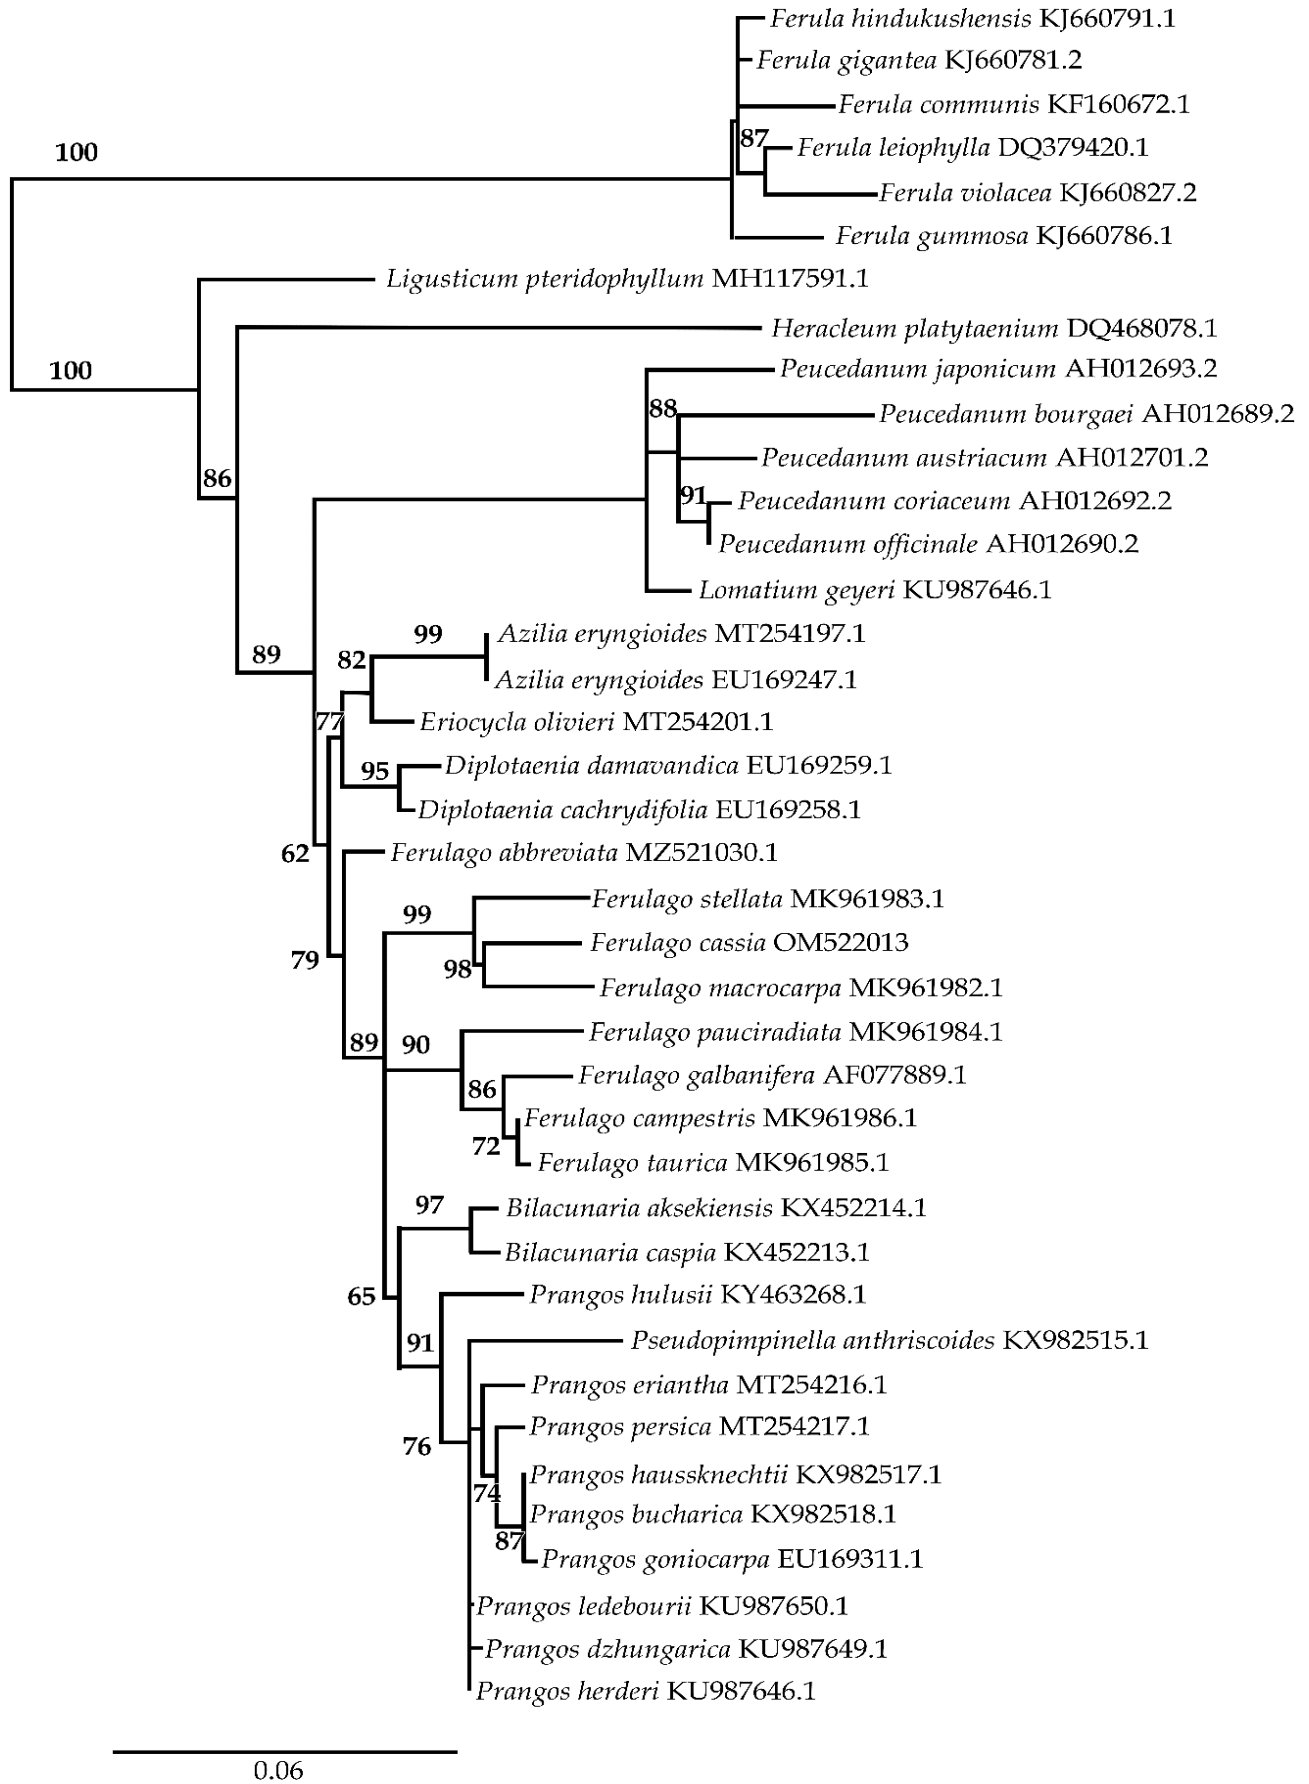 Ferula hindukushensis KJ660791.1
Ferula gigantea KJ660781.2
Ferula communis KF160672.1
87
Ferula leiophylla DQ379420.1
100
Ferula violacea KJ660827.2
Ferula gummosa KJ660786.1
Ligusticum pteridophyllum MH117591.1
Heracleum platytaenium DQ468078.1
100
Peucedanum japonicum AH012693.2
88
Peucedanum bourgaei AH012689.2
Peucedanum austriacum AH012701.2
86
91
Peucedanum coriaceum AH012692.2
Peucedanum officinale AH012690.2
Lomatium geyeri KU987646.1
99
Azilia eryngioides MT254197.1
89
82
Azilia eryngioides EU169247.1
77
Eriocycla olivieri MT254201.1
95
Diplotaenia damavandica EU169259.1
Diplotaenia cachrydifolia EU169258.1
62
Ferulago abbreviata MZ521030.1
Ferulago stellata MK961983.1
99
Ferulago cassia OM522013
79
98
Ferulago macrocarpa MK961982.1
Ferulago pauciradiata MK961984.1
89
90
Ferulago galbanifera AF077889.1
86
Ferulago campestris MK961986.1
72
Ferulago taurica MK961985.1
97
Bilacunaria aksekiensis KX452214.1
Bilacunaria caspia KX452213.1
65
Prangos hulusii KY463268.1
91
Pseudopimpinella anthriscoides KX982515.1
Prangos eriantha MT254216.1
Prangos persica MT254217.1
76
Prangos haussknechtii KX982517.1
74
Prangos bucharica KX982518.1
87
Prangos goniocarpa EU169311.1
Prangos ledebourii KU987650.1
Prangos dzhungarica KU987649.1
Prangos herderi KU987646.1
0.06